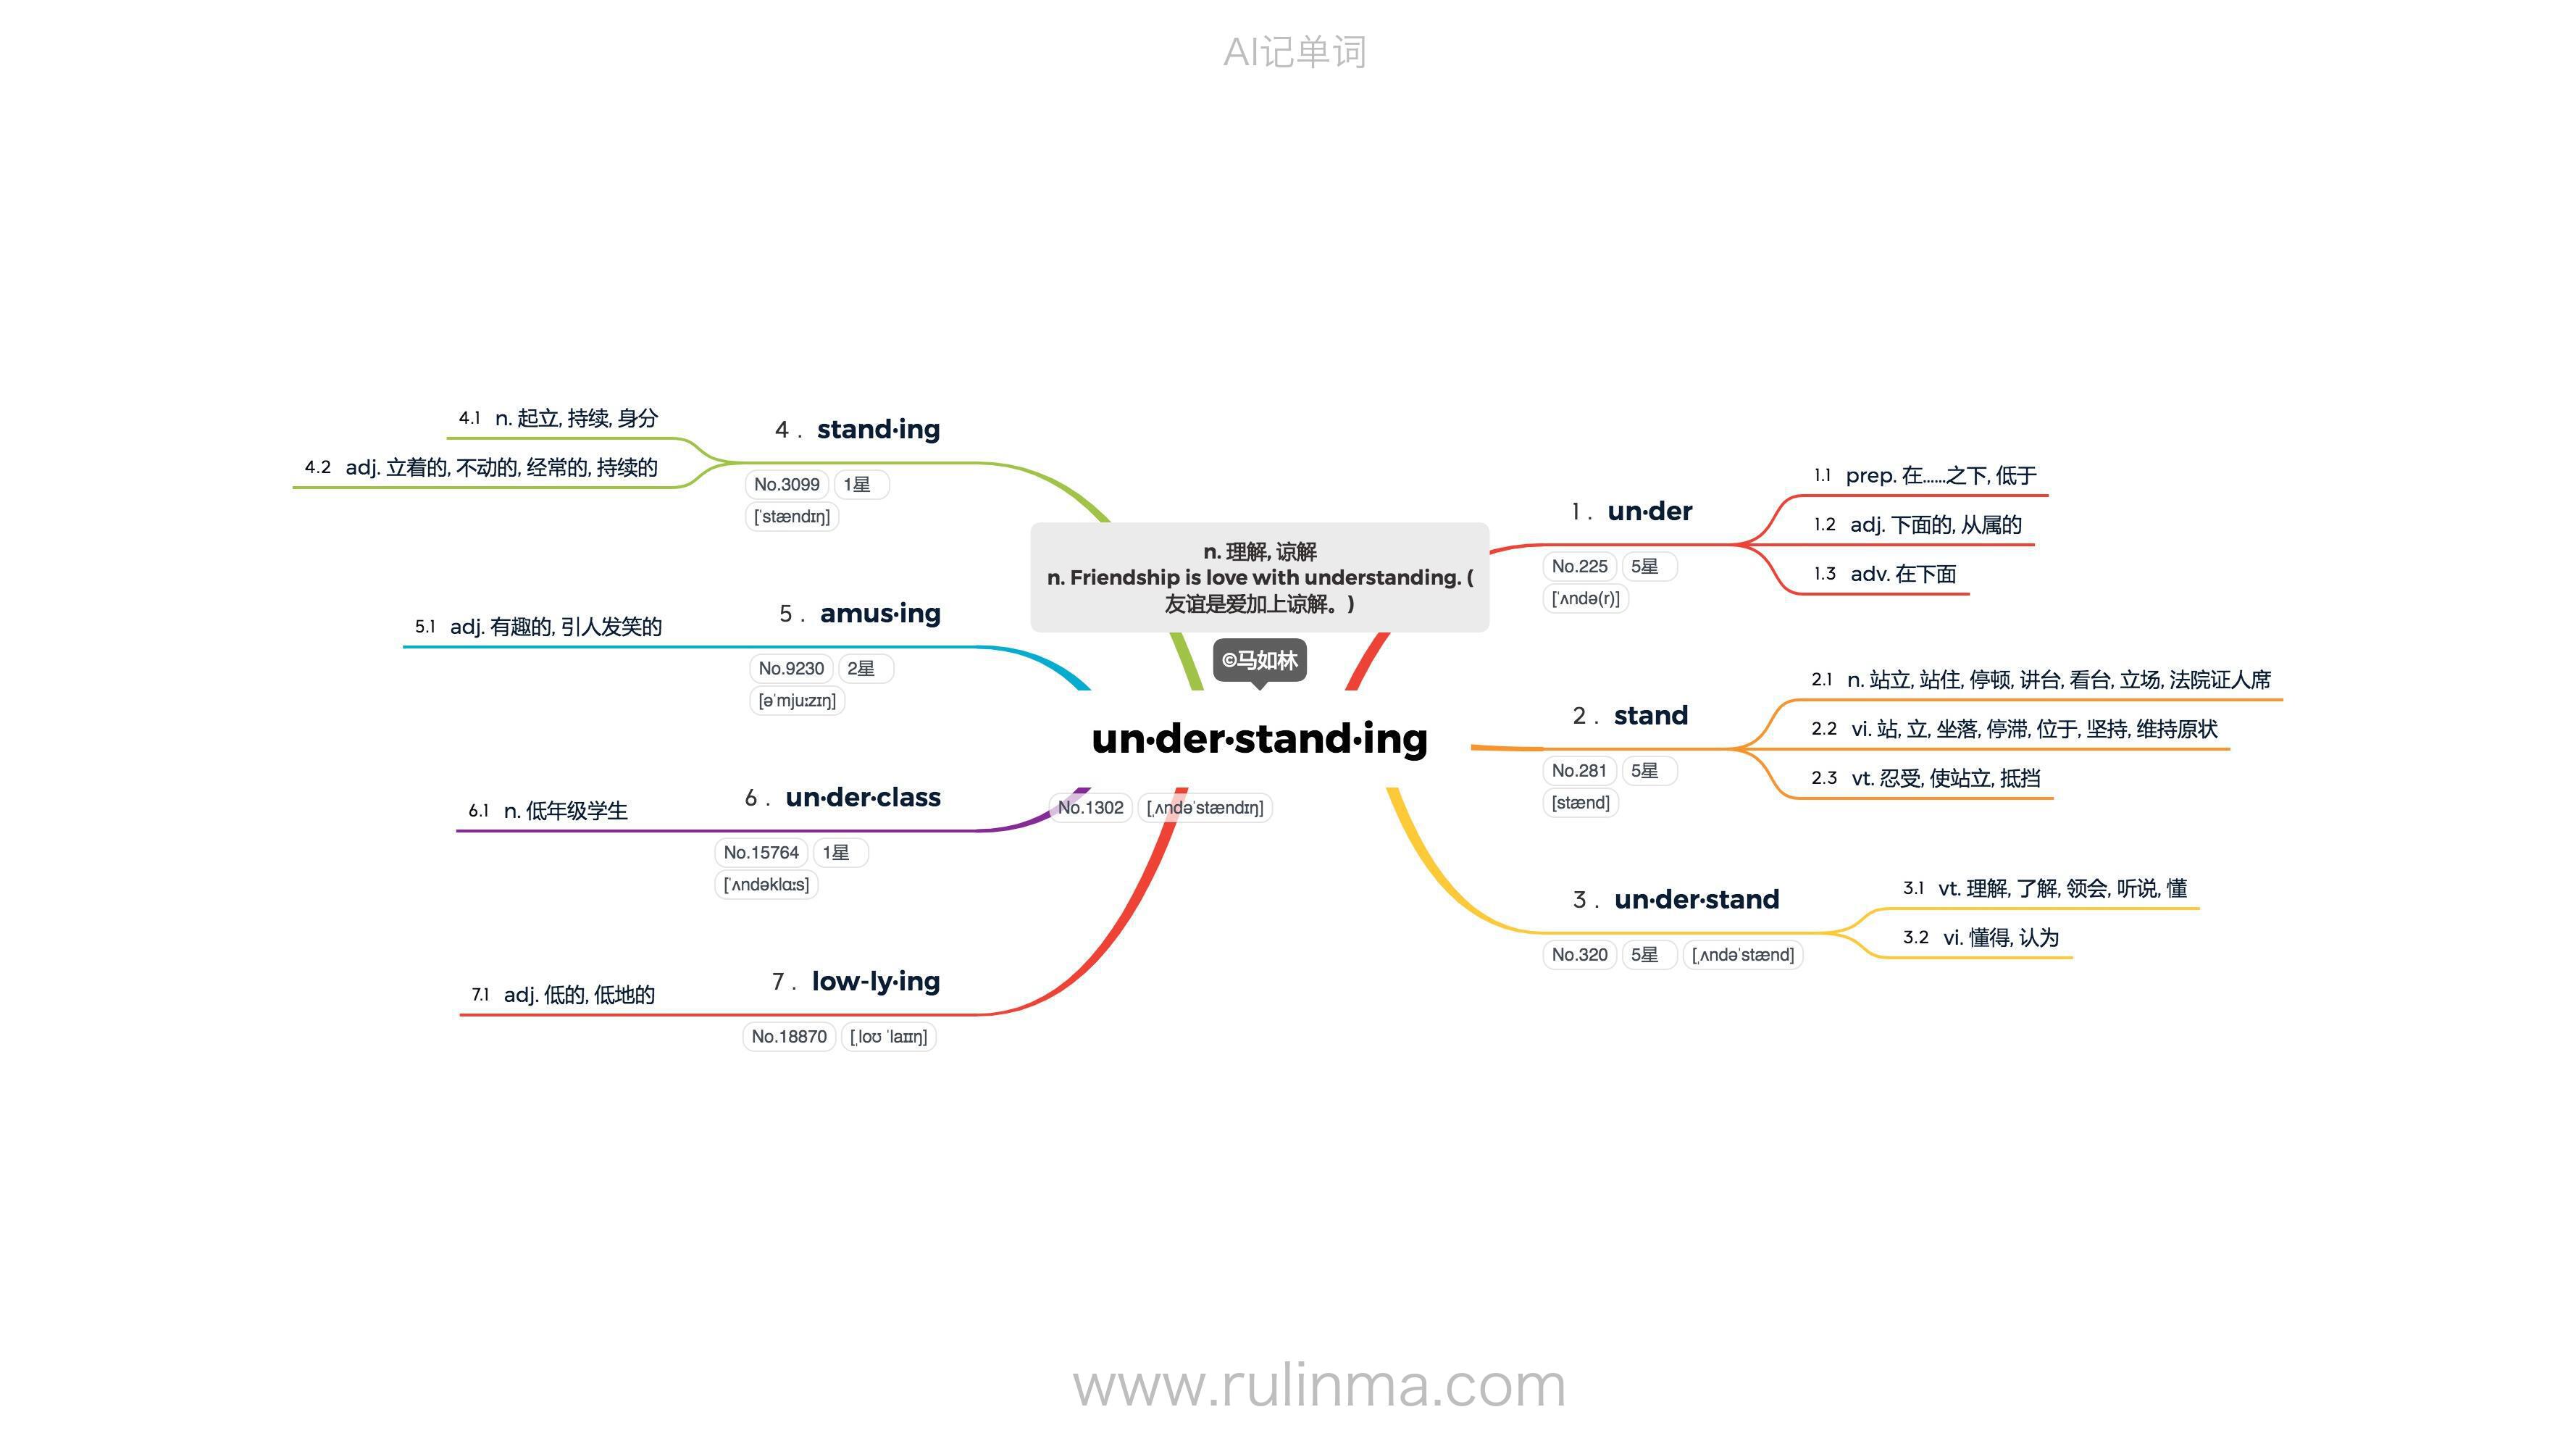 AI记单词
n. 理解, 谅解
n. Friendship is love with understanding. (
友谊是爱加上谅解。)
©马如林
un·der·stand·ing
No.1302 [ˌʌndəˈstændɪŋ]
1 . un·der
No.225 5星
[ˈʌndə(r)]
1.1 prep. 在……之下, 低于
1.2 adj. 下面的, 从属的
1.3 adv. 在下面
2 . stand
No.281 5星
[stænd]
2.1 n. 站立, 站住, 停顿, 讲台, 看台, 立场, 法院证人席
2.2 vi. 站, 立, 坐落, 停滞, 位于, 坚持, 维持原状
2.3 vt. 忍受, 使站立, 抵挡
3 . un·der·stand
No.320 5星 [ˌʌndəˈstænd]
3.1 vt. 理解, 了解, 领会, 听说, 懂
3.2 vi. 懂得, 认为
4 . stand·ing
No.3099 1星
[ˈstændɪŋ]
4.1 n. 起立, 持续, 身分
4.2 adj. 立着的, 不动的, 经常的, 持续的
5 . amus·ing
No.9230 2星
[əˈmjuːzɪŋ]
5.1 adj. 有趣的, 引人发笑的
6 . un·der·class
No.15764 1星
[ˈʌndəklɑːs]
6.1 n. 低年级学生
7 . low-ly·ing
No.18870 [ˌloʊ ˈlaɪɪŋ]
7.1 adj. 低的, 低地的
www.rulinma.com